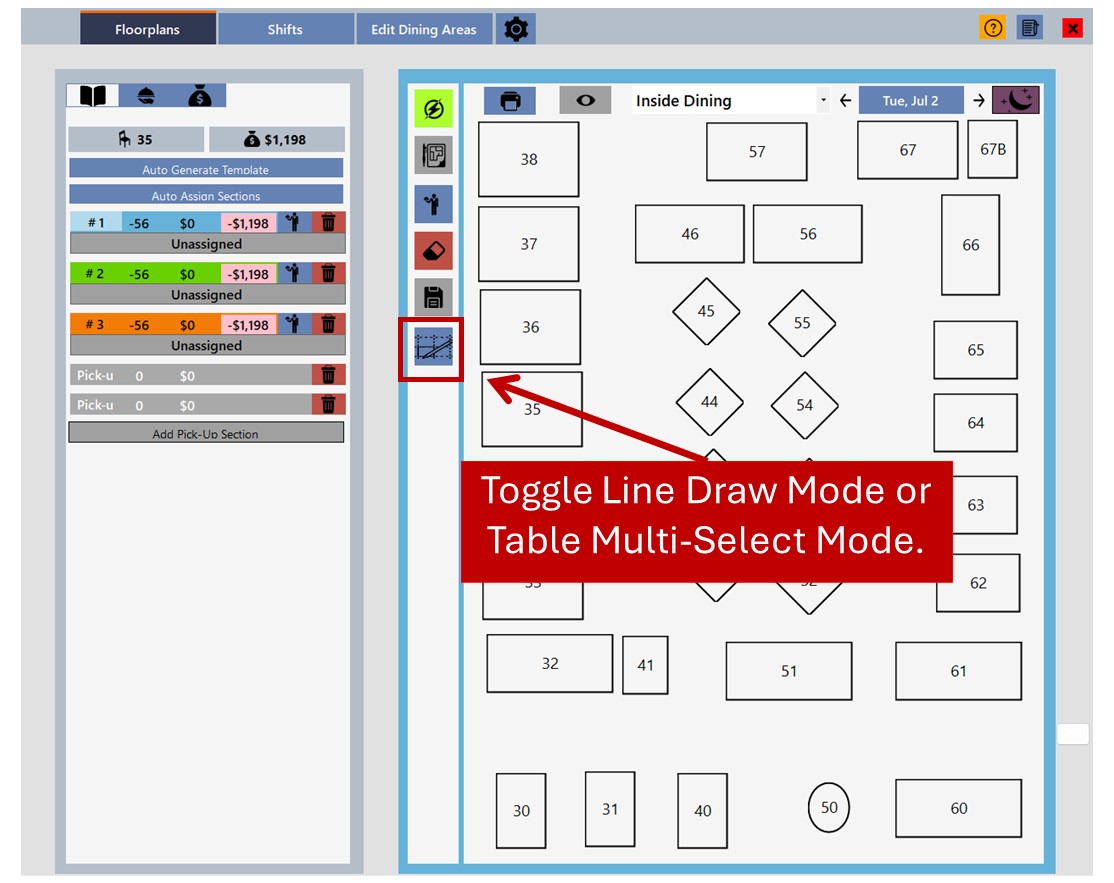 Floorplans
Shifts
Edit Dining Areas
35
$1,198
Auto Generate Template
Auto Assign Sections
# 1 -56 $0 -$1,198
Unassigned
# 2 -56 $0 -$1,198
Unassigned
# 3 -56 $0 -$1,198
Unassigned
Pick-u 0 $0
Pick-u 0 $0
Add Pick-Up Section
Inside Dining
Tue, Jul 2
38
57
67
67B
37
46
56
66
36
45
55
65
35
44
54
64
Toggle Line Draw Mode or
Table Multi-Select Mode.
63
62
32
41
51
61
30
31
40
50
60